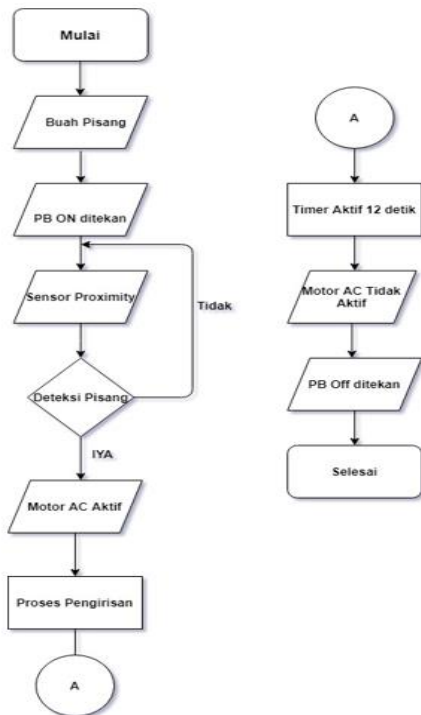 Mulai
Buah Pisang
PB ON ditekan
Sensor Proximity
Tidak
Deteksi Pisang
IYA
Motor AC Aktif
Proses Pengirisan
A
A
Timer Aktif 12 detik
Motor AC Tidak
Aktif
PB Off ditekan
Selesai